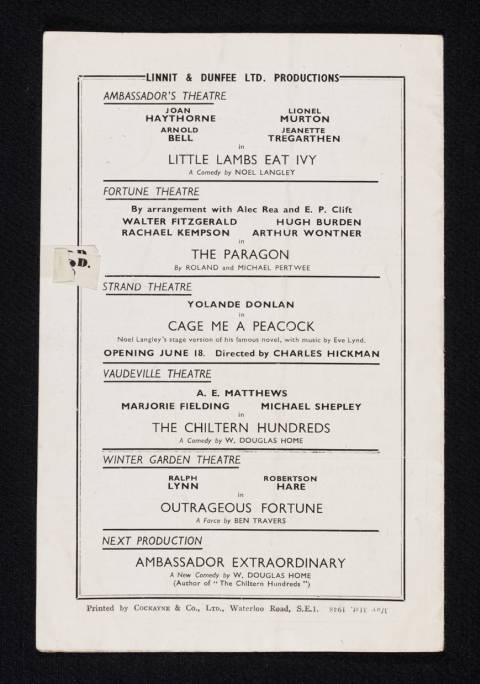 LINNIT & DUNFEE LTD. PRODUCTIONS
AMBASSADOR'S THEATRE
JOAN HAYTHORNE LIONEL MURTON
ARNOLD BELL JEANETTE TREGARTHEN
in
LITTLE LAMBS EAT IVY
A Comedy by NOEL LANGLEY
FORTUNE THEATRE
By arrangement with Alec Rea and E. P. Clift
WALTER FITZGERALD HUGH BURDEN
RACHAEL KEMPSON ARTHUR WONTNER
in
THE PARAGON
By ROLAND and MICHAEL PERTWEE
D.
STRAND THEATRE
YOLANDE DONLAN
in
CAGE ME A PEACOCK
Noel Langley's stage version of his famous novel, with music by Eve Lynd.
OPENING JUNE 18. Directed by CHARLES HICKMAN
VAUDEVILLE THEATRE
A. E. MATTHEWS
MARJORIE FIELDING MICHAEL SHEPLEY
in
THE CHILTERN HUNDREDS
A Comedy by W. DOUGLAS HOME
WINTER GARDEN THEATRE
RALPH LYNN ROBERTSON HARE
in
OUTRAGEOUS FORTUNE
A Farce by BEN TRAVERS
NEXT PRODUCTION
AMBASSADOR EXTRAORDINARY
A New Comedy by W. DOUGLAS HOME
(Author of "The Chiltern Hundreds")
Printed by COCKAYNE & CO., LTD., Waterloo Road, S.E.1. May 31st, 1948